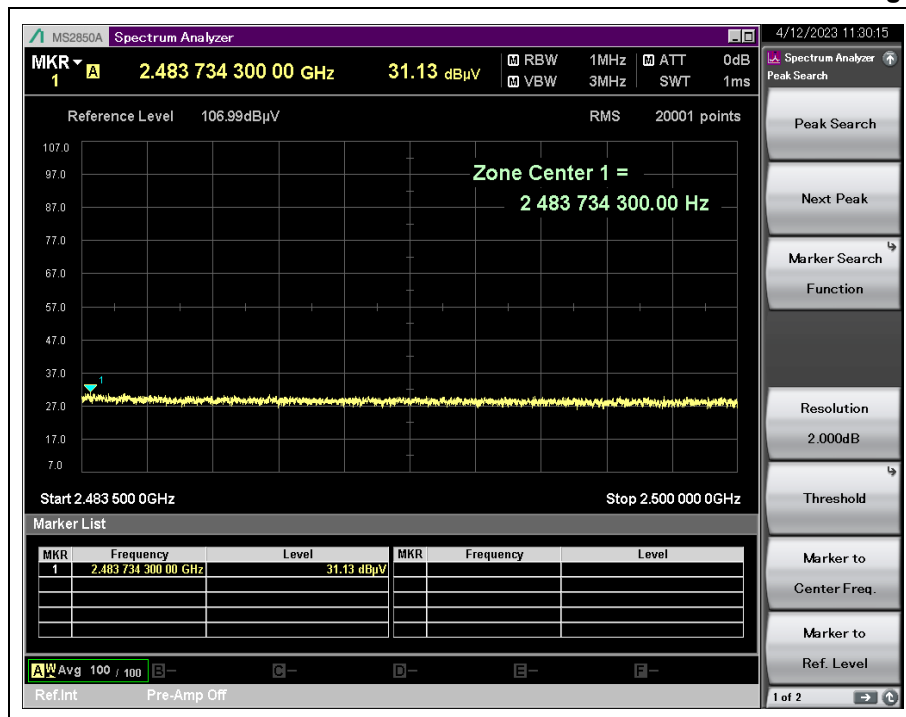 MS2850A Spectrum Analyzer
4/12/2023 11:30:15
MKR 1 A 2.483 734 300 00 GHz 31.13 dBµV
M RBW 1MHz M ATT 0dB
M VBW 3MHz SWT 1ms
Reference Level 106.99dBµV RMS 20001 points
107.0
97.0
87.0
77.0
67.0
57.0
47.0
37.0
27.0
17.0
7.0
Zone Center 1 =
2 483 734 300.00 Hz
1
Start 2.483 500 0GHz Stop 2.500 000 0GHz
Marker List
MKR Frequency Level MKR Frequency Level
1 2.483 734 300 00 GHz 31.13 dBµV
A W Avg 100 / 100 B- C- D- E- F-
Ref.Int Pre-Amp Off
Spectrum Analyzer
Peak Search
Peak Search
Next Peak
Marker Search
Function
Resolution
2.000dB
Threshold
Marker to
Center Freq.
Marker to
Ref. Level
1 of 2